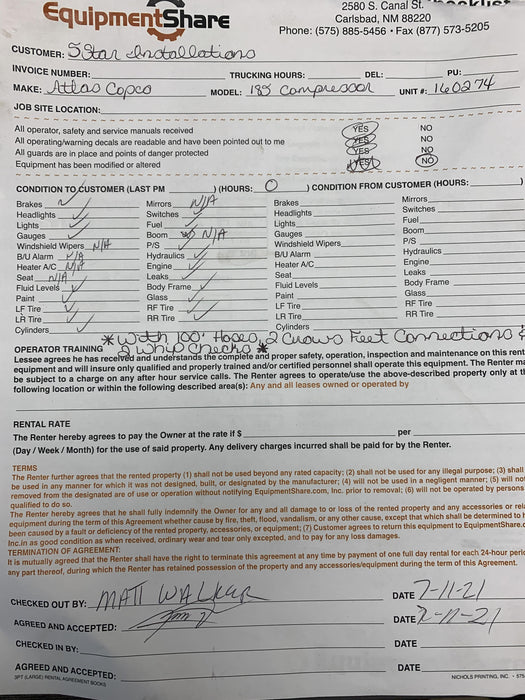 EquipmentShare
2580 S. Canal St.
Carlsbad, NM 88220
Phone: (575) 885-5456 • Fax (877) 573-5205
CUSTOMER: 5 Star Installations
INVOICE NUMBER: TRUCKING HOURS: DEL: PU:
MAKE: Atlas Copco MODEL: 185 Compressor UNIT #: 160274
JOB SITE LOCATION:
All operator, safety and service manuals received YES NO
All operating/warning decals are readable and have been pointed out to me YES NO
All guards are in place and points of danger protected YES NO
Equipment has been modified or altered YES NO
CONDITION TO CUSTOMER (LAST PM ) (HOURS: 0 ) CONDITION FROM CUSTOMER (HOURS: )
Brakes Mirrors N/A Brakes Mirrors
Headlights Switches Headlights Switches
Lights Fuel Lights Fuel
Gauges Boom N/A Gauges Boom
Windshield Wipers N/A P/S Windshield Wipers P/S
B/U Alarm N/A Hydraulics B/U Alarm Hydraulics
Heater A/C N/A Engine Heater A/C Engine
Seat N/A Leaks Seat Leaks
Fluid Levels Body Frame Fluid Levels Body Frame
Paint Glass Paint Glass
LF Tire RF Tire LF Tire RF Tire
LR Tire RR Tire LR Tire RR Tire
Cylinders Cylinders
* With 100' Hoses, 2 Crows Feet Connections &
2 Whip Checks *
OPERATOR TRAINING
Lessee agrees he has received and understands the complete and proper safety, operation, inspection and maintenance on this rent
equipment and will insure only qualified and properly trained and/or certified personnel shall operate this equipment. The Renter ma
be subject to a charge on any after hour service calls. The Renter agrees to operate/use the above-described property only at th
following location or within the following described area(s): Any and all leases owned or operated by
RENTAL RATE
The Renter hereby agrees to pay the Owner at the rate if $ per
(Day / Week / Month) for the use of said property. Any delivery charges incurred shall be paid for by the Renter.
TERMS
The Renter further agrees that the rented property (1) shall not be used beyond any rated capacity; (2) shall not be used for any illegal purpose; (3) shall
be used in any manner for which it was not designed, built, or designated by the manufacturer; (4) will not be used in a negligent manner; (5) will not
removed from the designated are of use or operation without notifying EquipmentShare.com, Inc. prior to removal; (6) will not be operated by persons
qualified to do so.
The Renter hereby agrees that he shall fully indemnify the Owner for any and all damage to or loss of the rented property and any accessories or rela
equipment during the term of this Agreement whether cause by fire, theft, flood, vandalism, or any other cause, except that which shall be determined to h
been caused by a fault or deficiency of the rented property, accessories, or equipment; (7) Customer agrees to return this equipment to EquipmentShare.c
Inc.in as good condition as when received, ordinary wear and tear only excepted, and to pay for any loss damages.
TERMINATION OF AGREEMENT:
It is mutually agreed that the Renter shall have the right to terminate this agreement at any time by payment of one full day rental for each 24-hour perio
any part thereof, during which the Renter has retained possession of the property and any accessories/equipment during the term of this Agreement.
CHECKED OUT BY: MATT WALKER DATE 7-11-21
AGREED AND ACCEPTED: DATE 7-11-21
CHECKED IN BY: DATE
AGREED AND ACCEPTED: DATE
3PT (LARGE) RENTAL AGREEMENT BOOKS NICHOLS PRINTING, INC. • 575